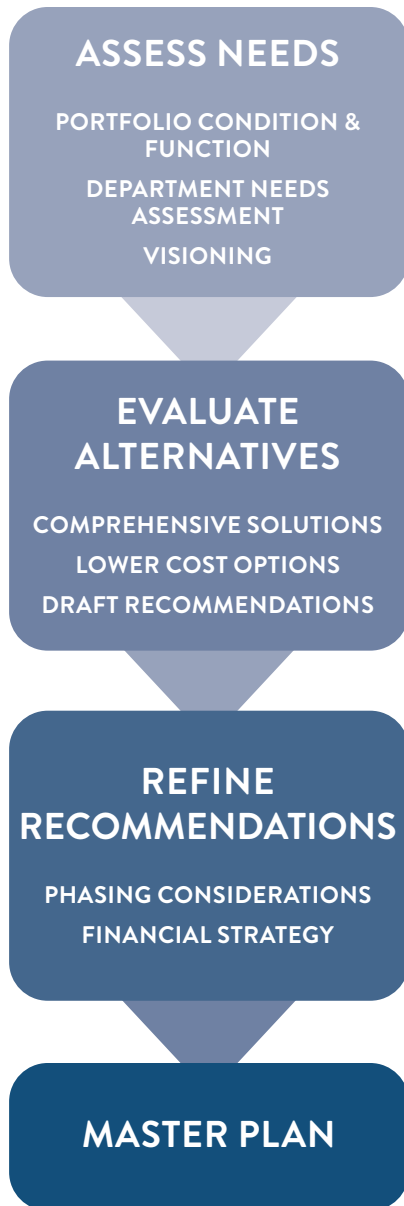 ASSESS NEEDS
PORTFOLIO CONDITION &
FUNCTION
DEPARTMENT NEEDS
ASSESSMENT
VISIONING
EVALUATE
ALTERNATIVES
COMPREHENSIVE SOLUTIONS
LOWER COST OPTIONS
DRAFT RECOMMENDATIONS
REFINE
RECOMMENDATIONS
PHASING CONSIDERATIONS
FINANCIAL STRATEGY
MASTER PLAN